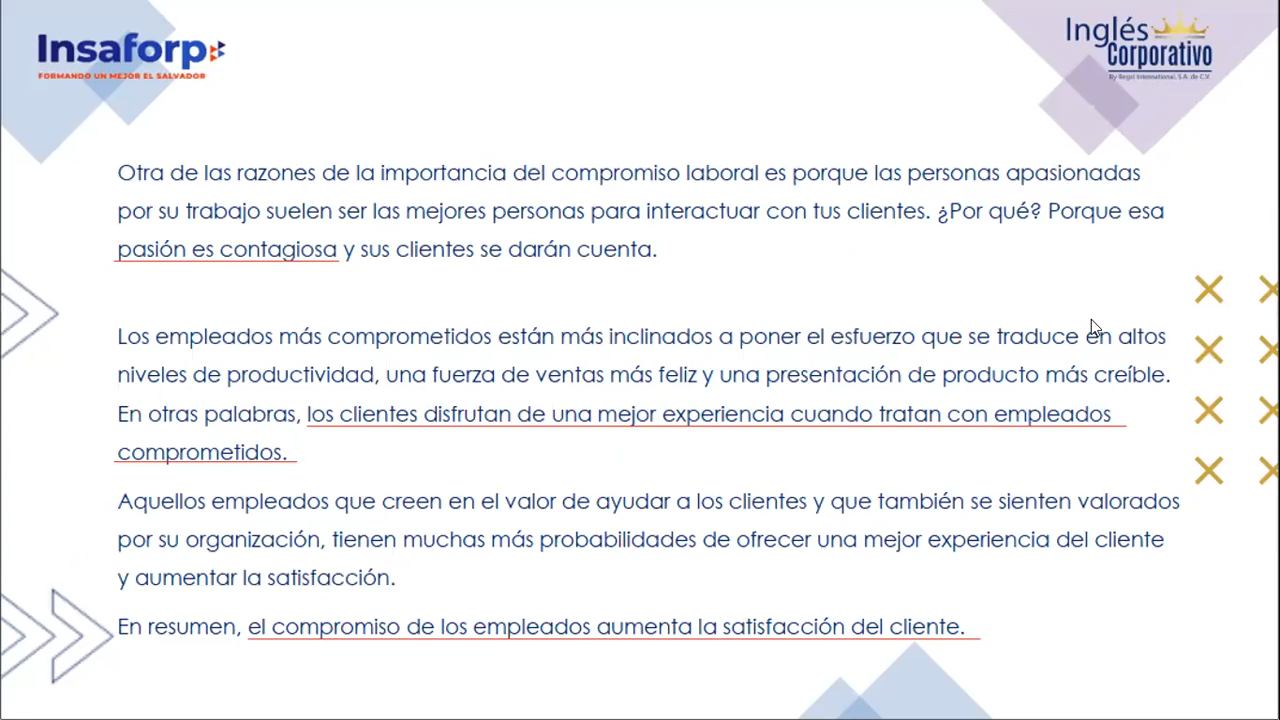 Insaforp
FORMANDO UN MEJOR EL SALVADOR
Inglés
Corporativo
By Regal International, S.A. de C.V.
Otra de las razones de la importancia del compromiso laboral es porque las personas apasionadas
por su trabajo suelen ser las mejores personas para interactuar con tus clientes. ¿Por qué? Porque esa
pasión es contagiosa y sus clientes se darán cuenta.
Los empleados más comprometidos están más inclinados a poner el esfuerzo que se traduce en altos
niveles de productividad, una fuerza de ventas más feliz y una presentación de producto más creíble.
En otras palabras, los clientes disfrutan de una mejor experiencia cuando tratan con empleados
comprometidos.
Aquellos empleados que creen en el valor de ayudar a los clientes y que también se sienten valorados
por su organización, tienen muchas más probabilidades de ofrecer una mejor experiencia del cliente
y aumentar la satisfacción.
En resumen, el compromiso de los empleados aumenta la satisfacción del cliente.